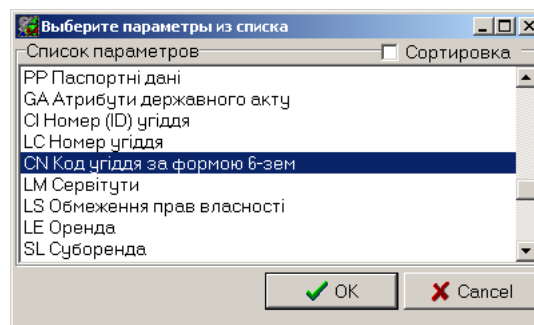 Выберите параметры из списка
Список параметров Сортировка
PP Паспортні дані
GA Атрибути державного акту
CI Номер (ID) угіддя
LC Номер угіддя
CN Код угіддя за формою 6-зем
LM Сервітути
LS Обмеження прав власності
LE Оренда
SL Суборенда
OK Cancel